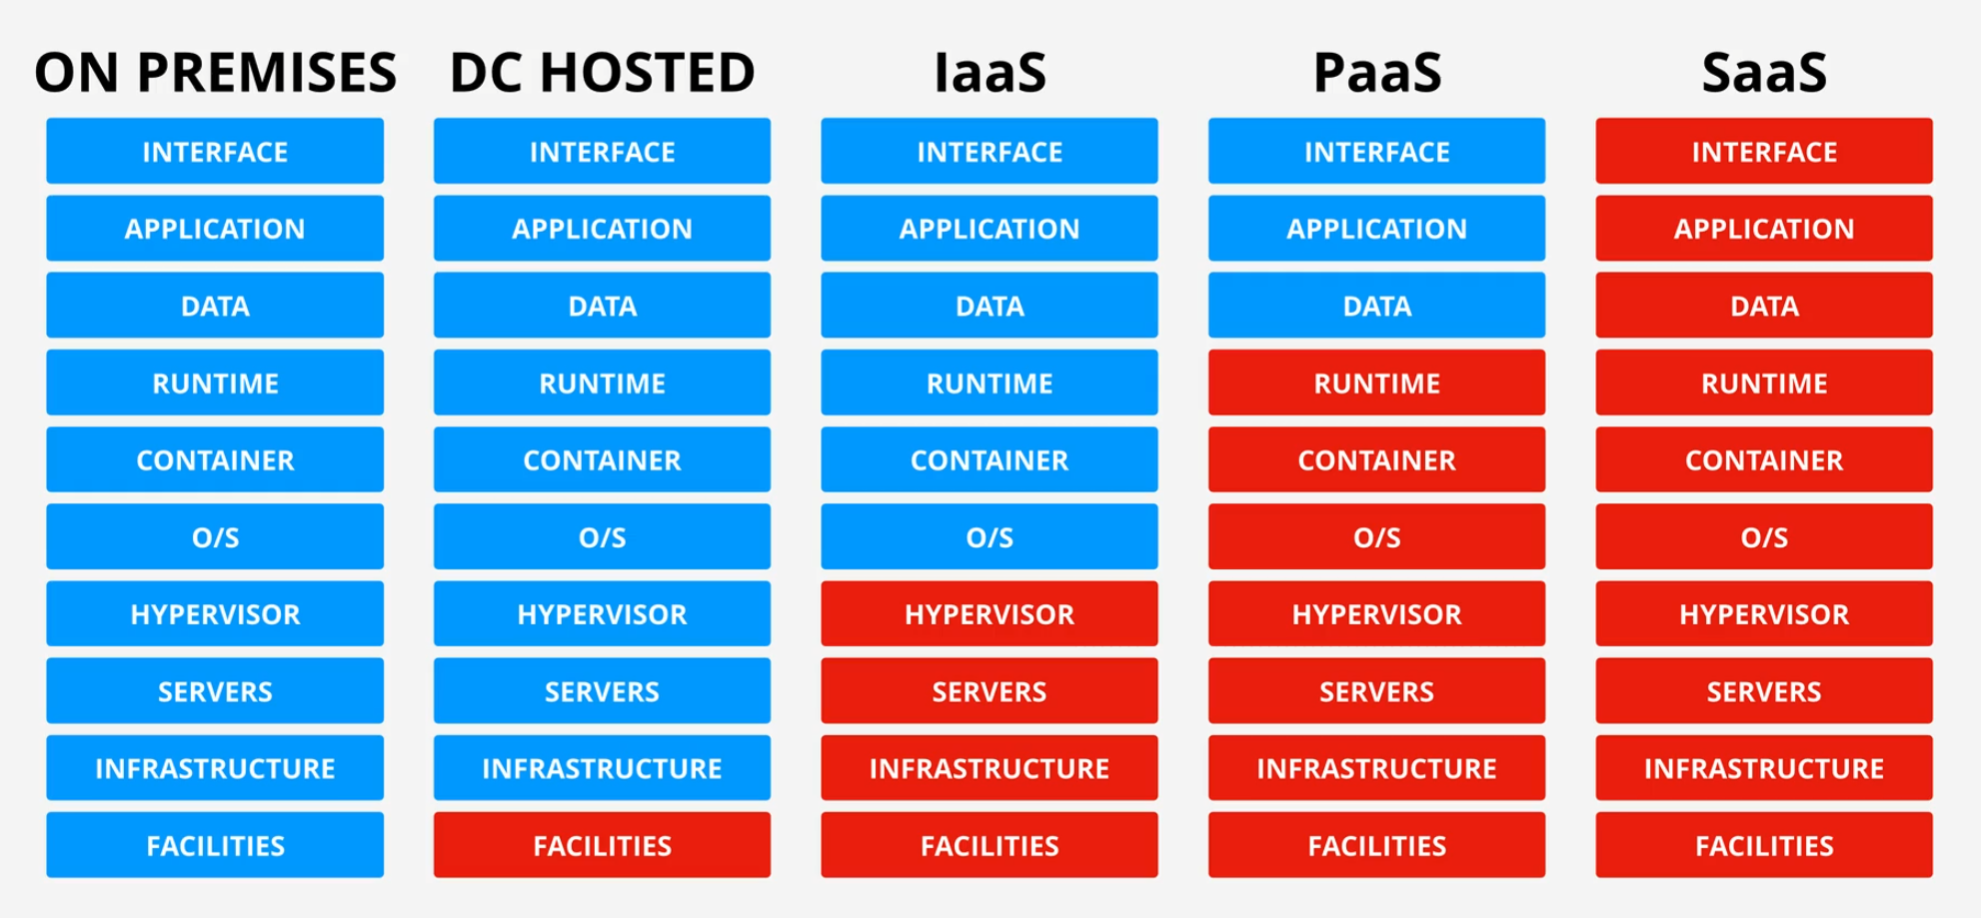 ON PREMISES DC HOSTED IaaS PaaS SaaS
INTERFACE INTERFACE INTERFACE INTERFACE INTERFACE
APPLICATION APPLICATION APPLICATION APPLICATION APPLICATION
DATA DATA DATA DATA DATA
RUNTIME RUNTIME RUNTIME RUNTIME RUNTIME
CONTAINER CONTAINER CONTAINER CONTAINER CONTAINER
O/S O/S O/S O/S O/S
HYPERVISOR HYPERVISOR HYPERVISOR HYPERVISOR HYPERVISOR
SERVERS SERVERS SERVERS SERVERS SERVERS
INFRASTRUCTURE INFRASTRUCTURE INFRASTRUCTURE INFRASTRUCTURE INFRASTRUCTURE
FACILITIES FACILITIES FACILITIES FACILITIES FACILITIES